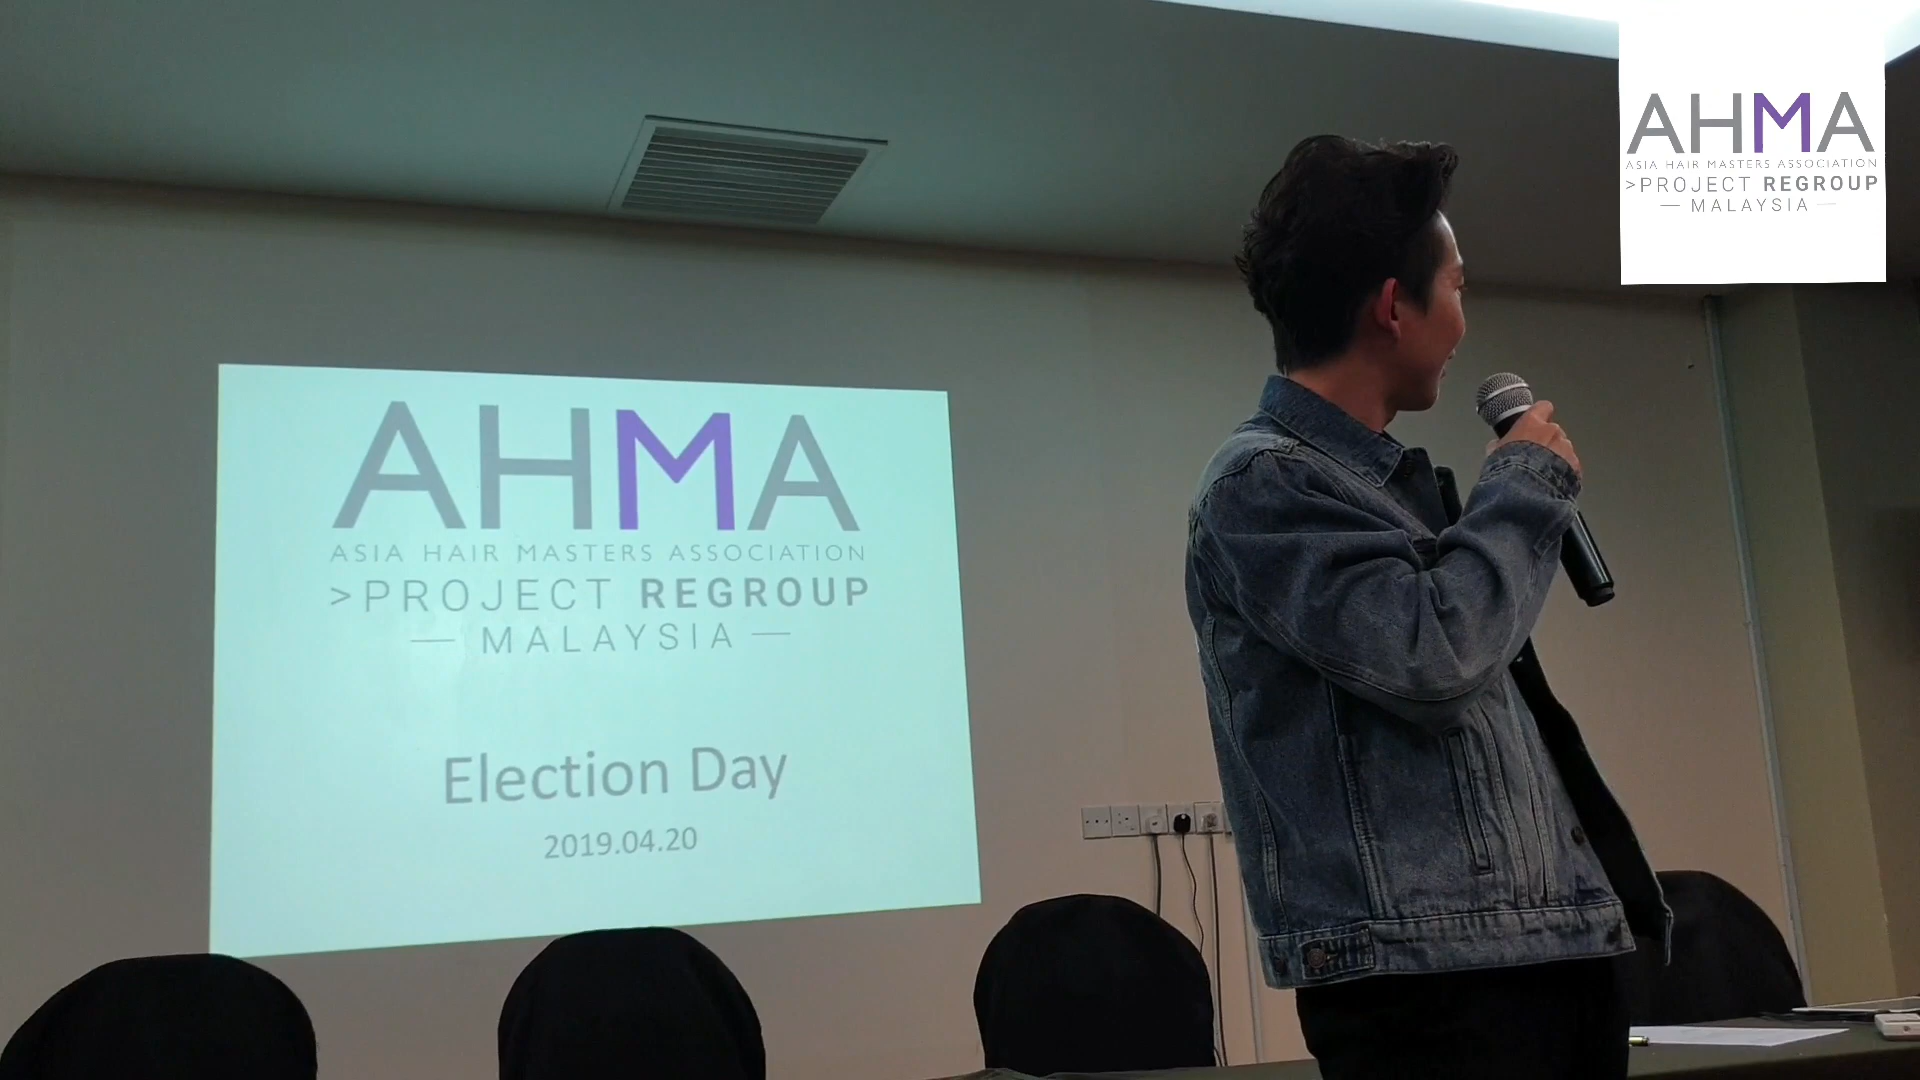 AHMA
ASIA HAIR MASTERS ASSOCIATION
>PROJECT REGROUP
— MALAYSIA —
AHMA
ASIA HAIR MASTERS ASSOCIATION
>PROJECT REGROUP
— MALAYSIA —
Election Day
2019.04.20